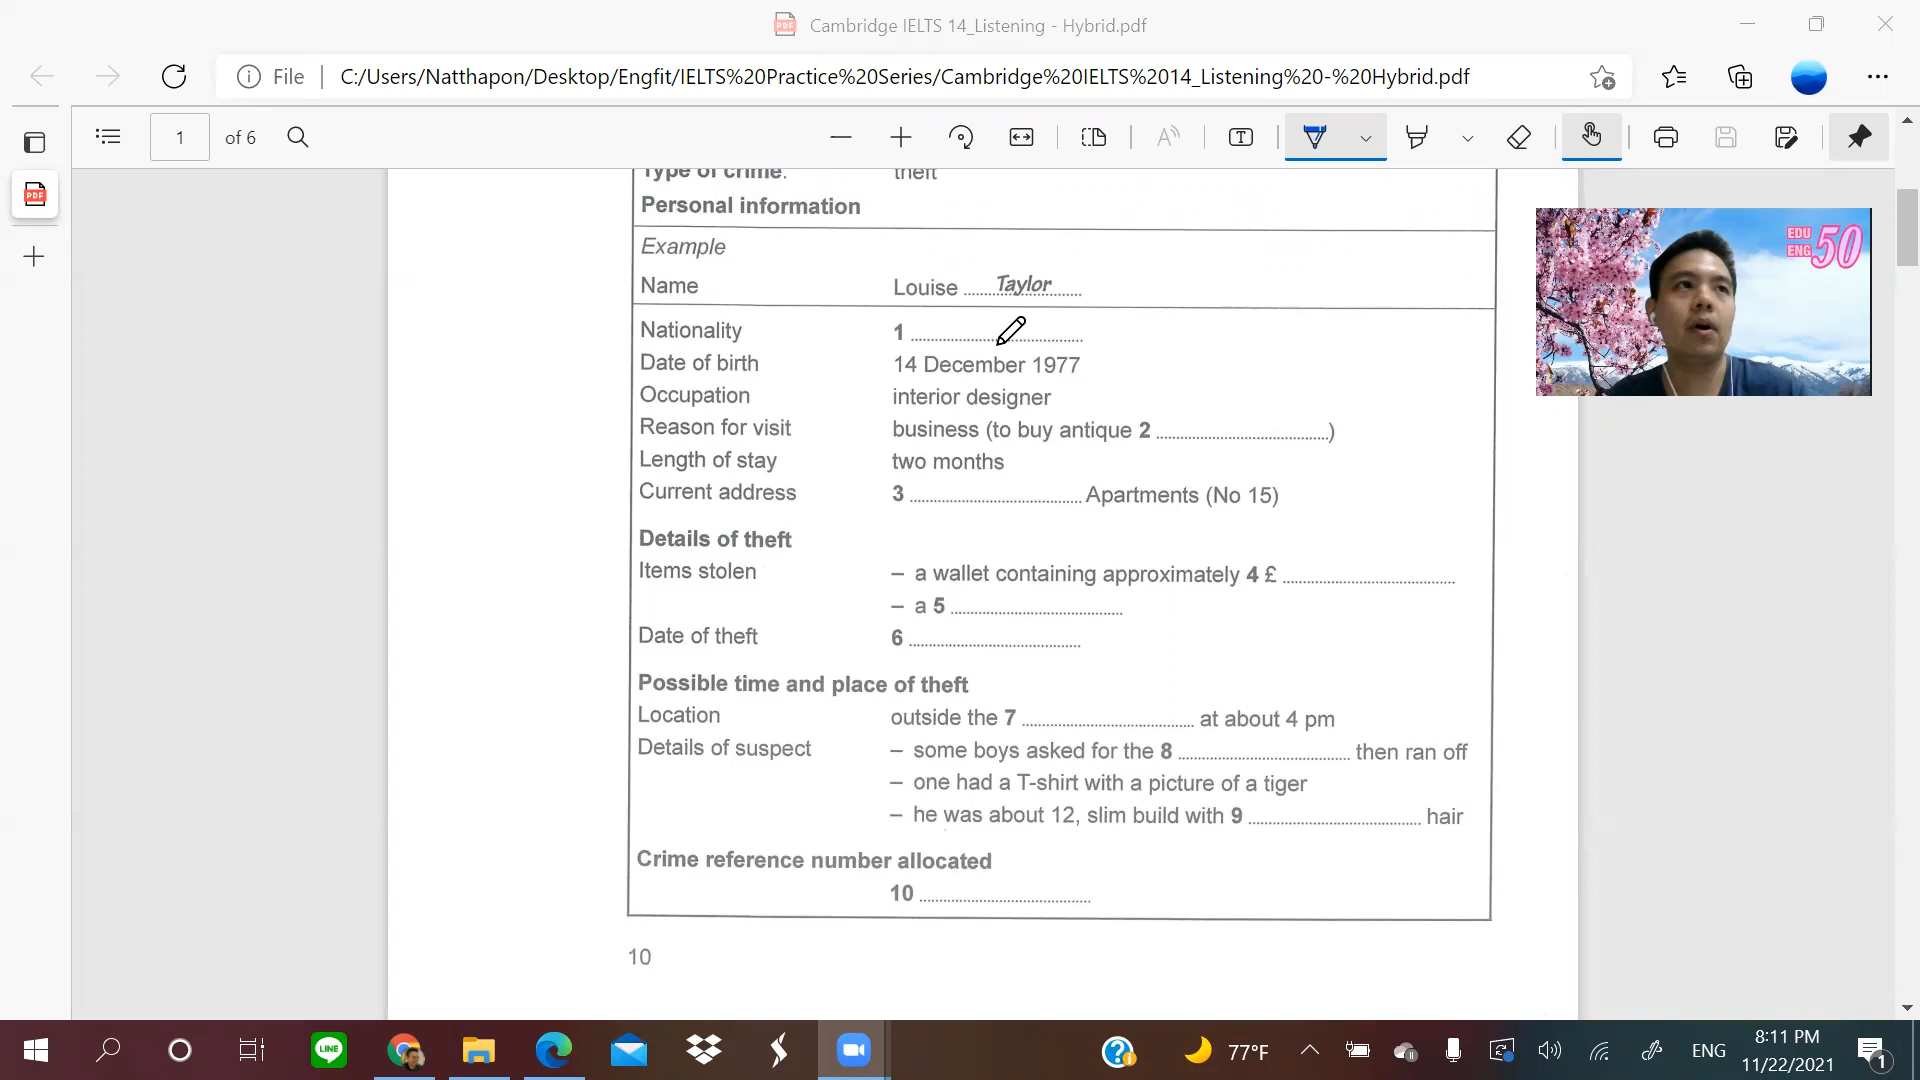 Cambridge IELTS 14_Listening - Hybrid.pdf
File
C:/Users/Natthapon/Desktop/Engfit/IELTS%20Practice%20Series/Cambridge%20IELTS%2014_Listening%20-%20Hybrid.pdf
1 of 6
Type of crime: theft
Personal information
Example
Name Louise ........ Taylor ........
Nationality 1 ........
Date of birth 14 December 1977
Occupation interior designer
Reason for visit business (to buy antique 2 ........)
Length of stay two months
Current address 3 ........ Apartments (No 15)
Details of theft
Items stolen – a wallet containing approximately 4 £ ........
– a 5 ........
Date of theft 6 ........
Possible time and place of theft
Location outside the 7 ........ at about 4 pm
Details of suspect – some boys asked for the 8 ........ then ran off
– one had a T-shirt with a picture of a tiger
– he was about 12, slim build with 9 ........ hair
Crime reference number allocated
10 ........
10
EDU
ENG 50
LINE
77°F
ENG
8:11 PM
11/22/2021
1